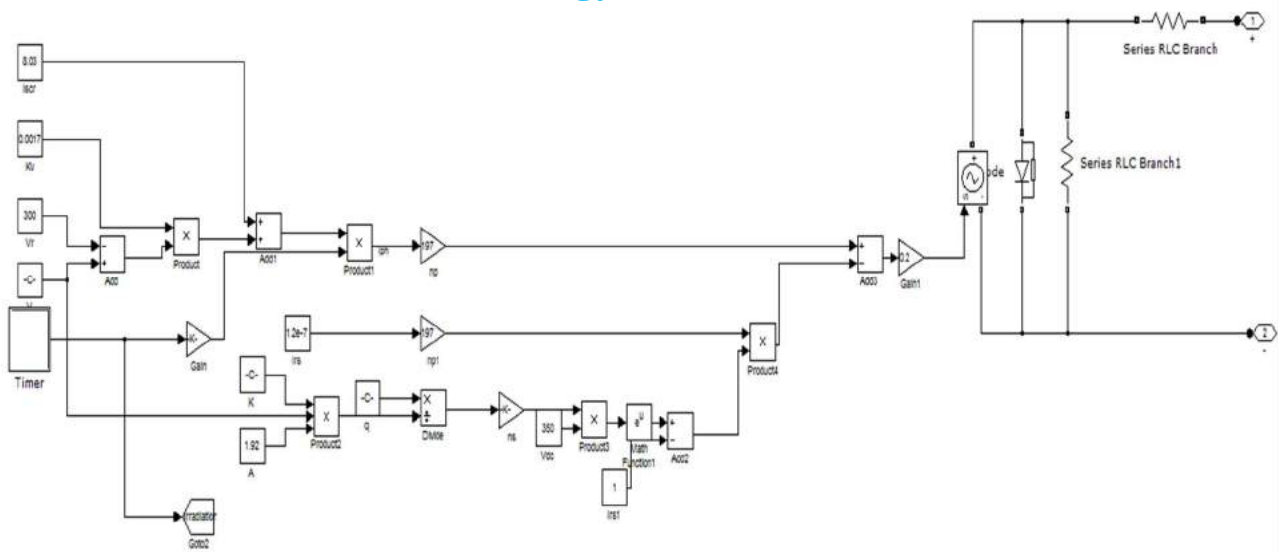 8.03
Iscr
0.0017
Kv
300
Vr
-C-
Timer
Add
×
Product
+
+
Add1
×
Product1
iph
197
np
-K-
Gain
1.2e-7
Irs
197
np1
-C-
K
1.92
A
×
Product2
-C-
q
×
÷
Divide
-K-
ns
350
Vdc
×
Product3
e^u
Math
Function1
+
−
Add2
1
Irs1
×
Product4
+
−
Add3
0.2
Gain1
Goto2
Series RLC Branch
Series RLC Branch1
1
+
2
-